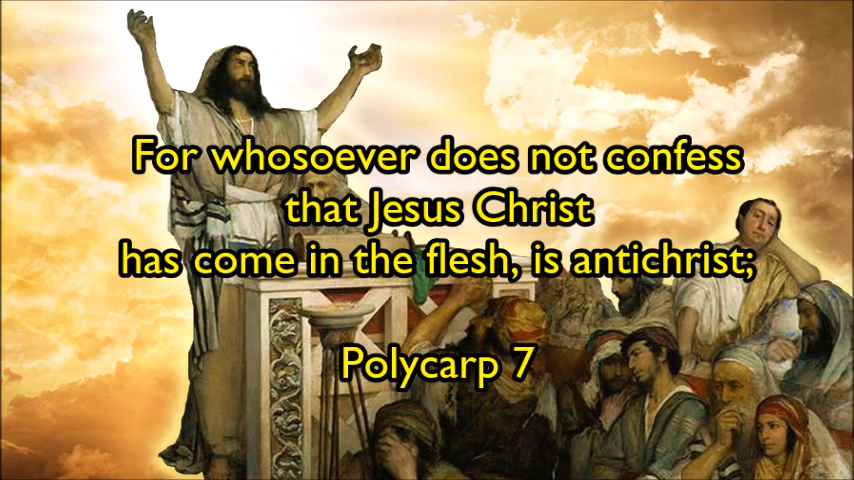 For whosoever does not confess
that Jesus Christ
has come in the flesh, is antichrist;
Polycarp 7